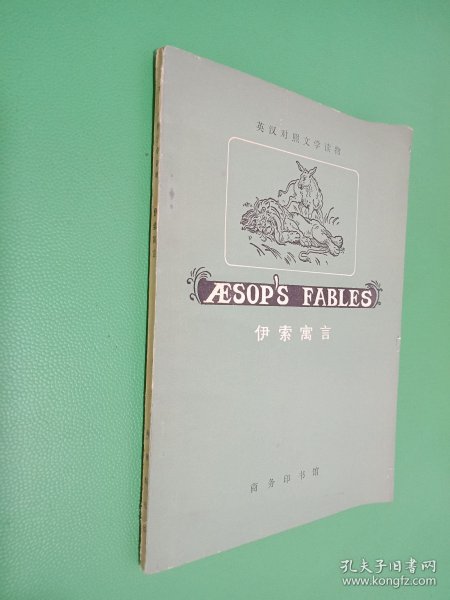 英汉对照文学读物
ÆSOP'S FABLES
伊索寓言
商务印书馆
孔夫子旧书网
www.kongfz.com